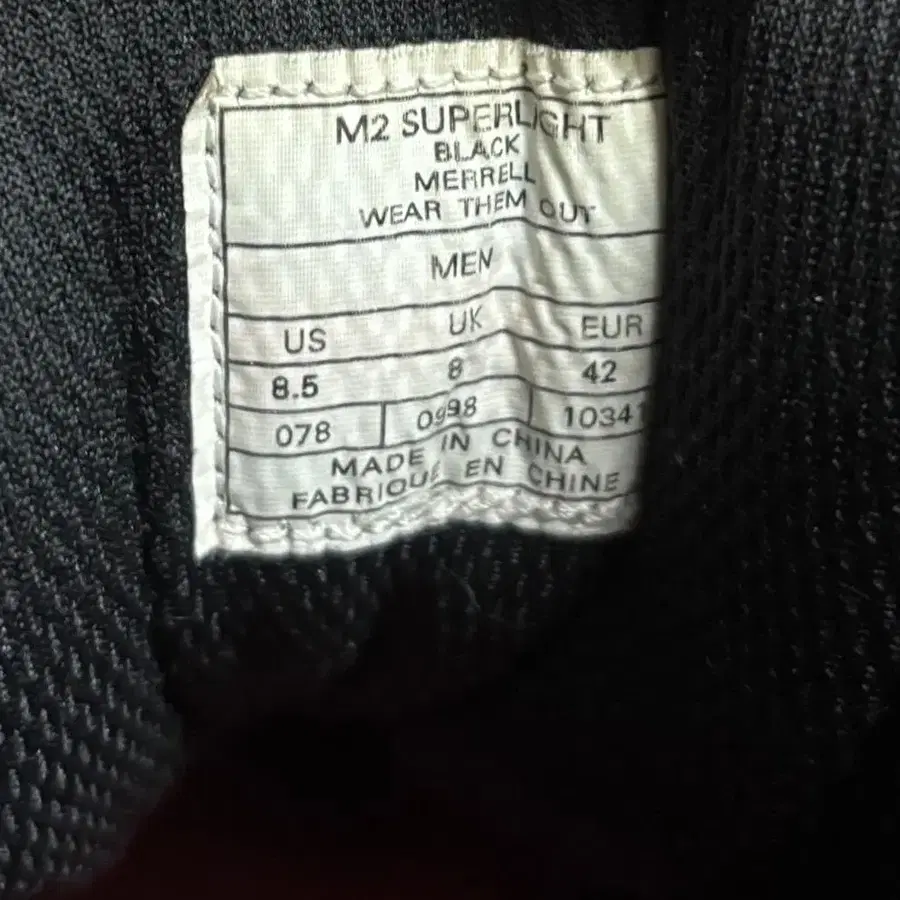 M2 SUPERLIGHT
BLACK
MERRELL
WEAR THEM OUT
MEN
US UK EUR
8.5 8 42
078 0998 10341
MADE IN CHINA
FABRIQUE EN CHINE